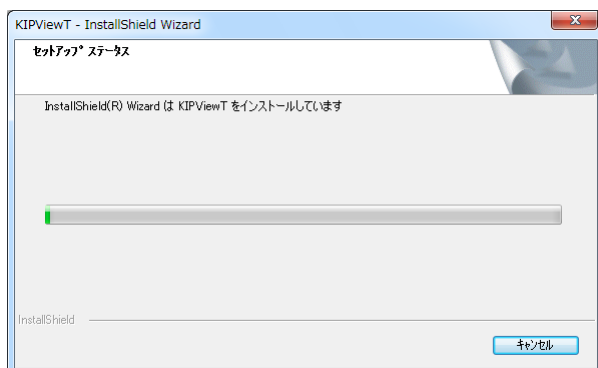 KIPViewT - InstallShield Wizard
セットアップ ステータス
InstallShield(R) Wizard は KIPViewT をインストールしています
InstallShield
キャンセル